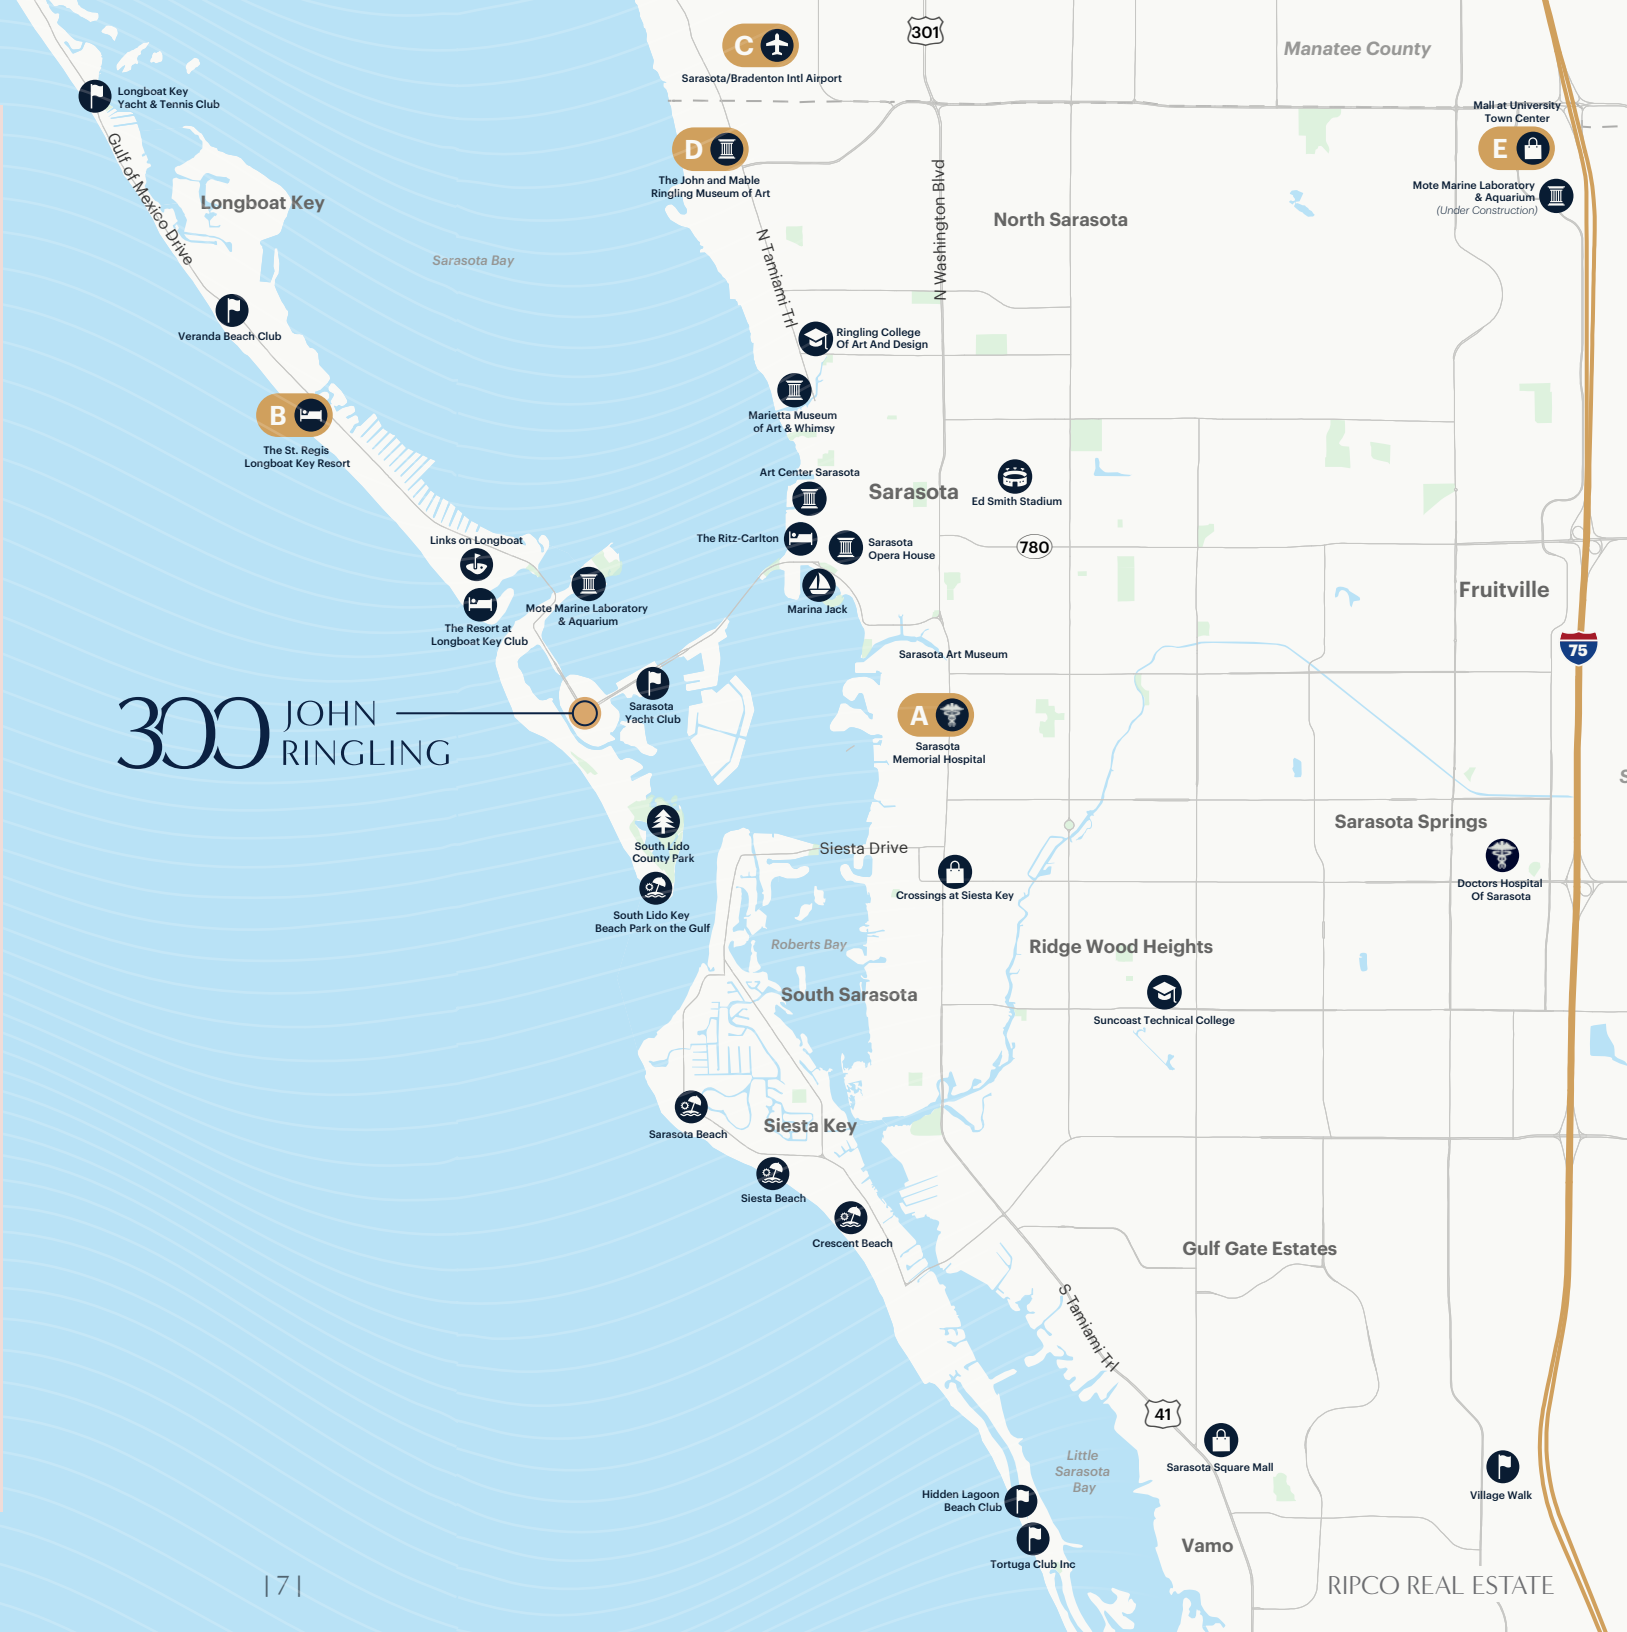 301
Manatee County
C
Sarasota/Bradenton Intl Airport
Longboat Key
Yacht & Tennis Club
Mall at University
Town Center
E
Mote Marine Laboratory
& Aquarium
(Under Construction)
D
The John and Mable
Ringling Museum of Art
Gulf of Mexico Drive
Longboat Key
Sarasota Bay
N Tamiami Trl
N Washington Blvd
North Sarasota
Veranda Beach Club
Ringling College
Of Art And Design
Marietta Museum
of Art & Whimsy
B
The St. Regis
Longboat Key Resort
Art Center Sarasota
Sarasota
Ed Smith Stadium
Links on Longboat
The Ritz-Carlton
Sarasota
Opera House
780
Fruitville
Marina Jack
Mote Marine Laboratory
& Aquarium
The Resort at
Longboat Key Club
Sarasota Art Museum
75
300 JOHN
RINGLING
Sarasota
Yacht Club
A
Sarasota
Memorial Hospital
S
South Lido
County Park
Siesta Drive
Sarasota Springs
Crossings at Siesta Key
Doctors Hospital
Of Sarasota
South Lido Key
Beach Park on the Gulf
Roberts Bay
Ridge Wood Heights
South Sarasota
Suncoast Technical College
Sarasota Beach
Siesta Key
Siesta Beach
Crescent Beach
Gulf Gate Estates
S Tamiami Trl
41
Sarasota Square Mall
Little
Sarasota
Bay
Village Walk
Hidden Lagoon
Beach Club
Tortuga Club Inc
Vamo
| 7 |
RIPCO REAL ESTATE